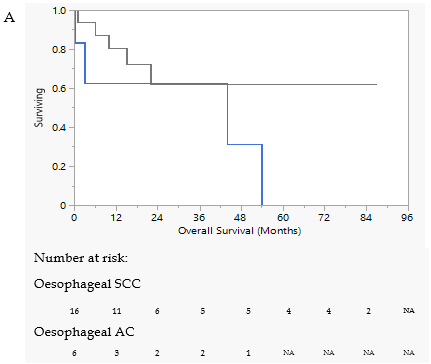 A
1.0
0.8
0.6
0.4
0.2
0
Surviving
0 12 24 36 48 60 72 84 96
Overall Survival (Months)
Number at risk:
Oesophageal SCC
16 11 6 5 5 4 4 2 NA
Oesophageal AC
6 3 2 2 1 NA NA NA NA